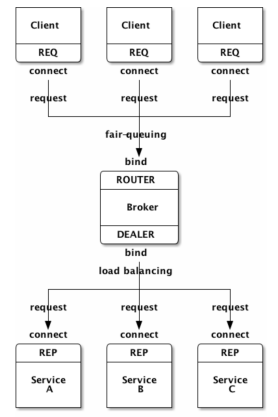 Client Client Client
REQ REQ REQ
connect connect connect
request request request
fair-queuing
bind
ROUTER
Broker
DEALER
bind
load balancing
request request request
connect connect connect
REP REP REP
Service Service Service
A B C